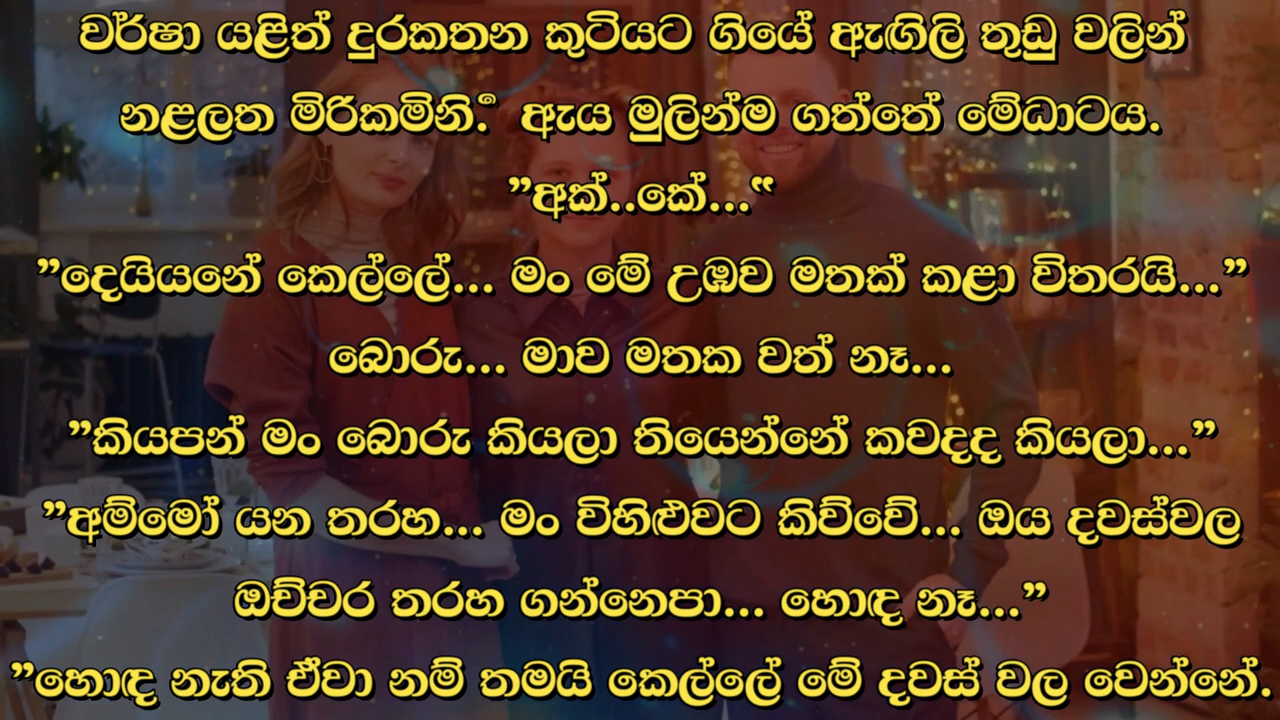 වර්ෂා යළිත් දුරකතන කුටියට ගියේ ඇඟිලි තුඩු වලින්
නළලත මිරිකමිනි.ී ඇය මුලින්ම ගත්තේ මේධාටය.
”අක්..කේ...“
”දෙයියනේ කෙල්ලේ... මං මේ උඹව මතක් කළා විතරයි...”
බොරු... මාව මතක වත් නෑ...
”කියපන් මං බොරු කියලා තියෙන්නේ කවදද කියලා...”
”අම්මෝ යන තරහ... මං විහිළුවට කිව්වේ... ඔය දවස්වල
ඔච්චර තරහ ගන්නෙපා... හොඳ නෑ...”
”හොඳ නැති ඒවා නම් තමයි කෙල්ලේ මේ දවස් වල වෙන්නේ.